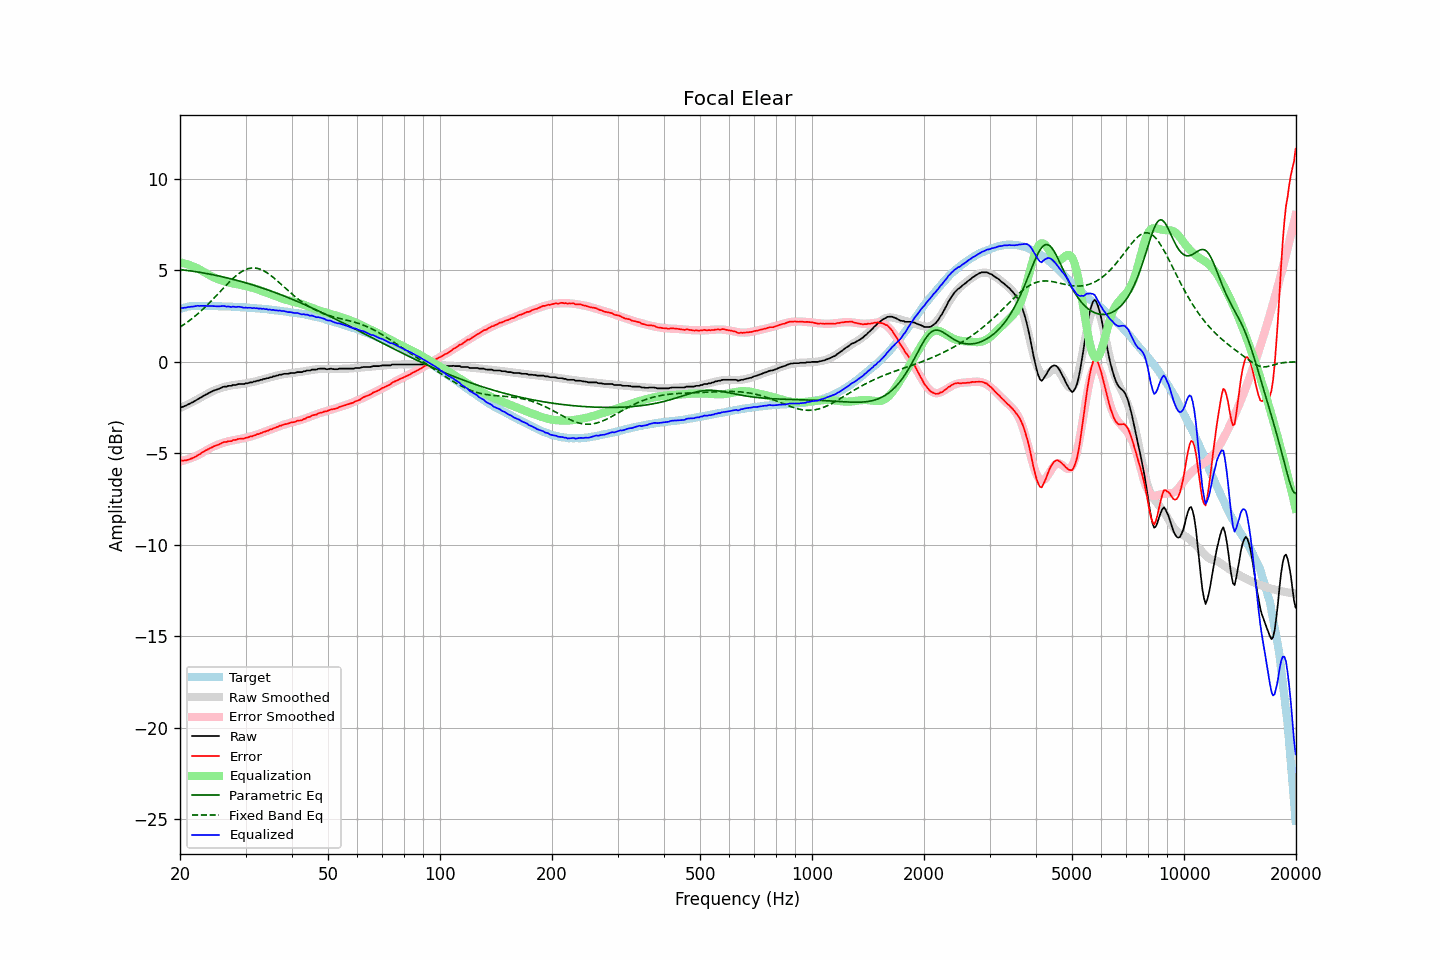 Focal Elear
Amplitude (dBr)
10
5
0
−5
−10
−15
−20
−25
Target
Raw Smoothed
Error Smoothed
Raw
Error
Equalization
Parametric Eq
Fixed Band Eq
Equalized
20 50 100 200 500 1000 2000 5000 10000 20000
Frequency (Hz)